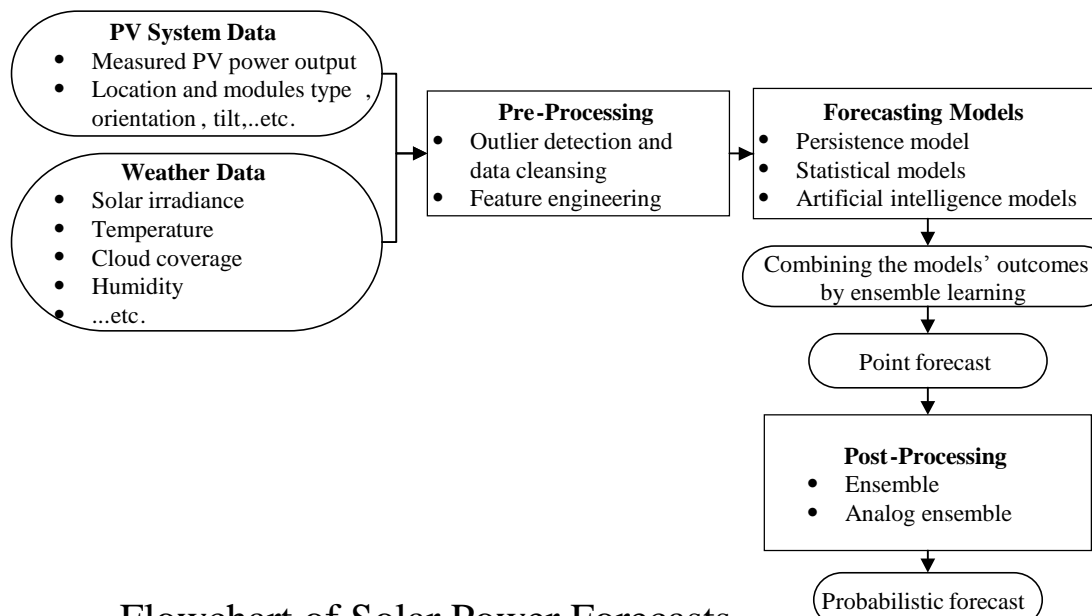 PV System Data
• Measured PV power output
• Location and modules type , orientation , tilt,..etc.
Weather Data
• Solar irradiance
• Temperature
• Cloud coverage
• Humidity
• ...etc.
Pre-Processing
• Outlier detection and
data cleansing
• Feature engineering
Forecasting Models
• Persistence model
• Statistical models
• Artificial intelligence models
Combining the models’ outcomes
by ensemble learning
Point forecast
Post-Processing
• Ensemble
• Analog ensemble
Probabilistic forecast
Flowchart of Solar Power Forecasts